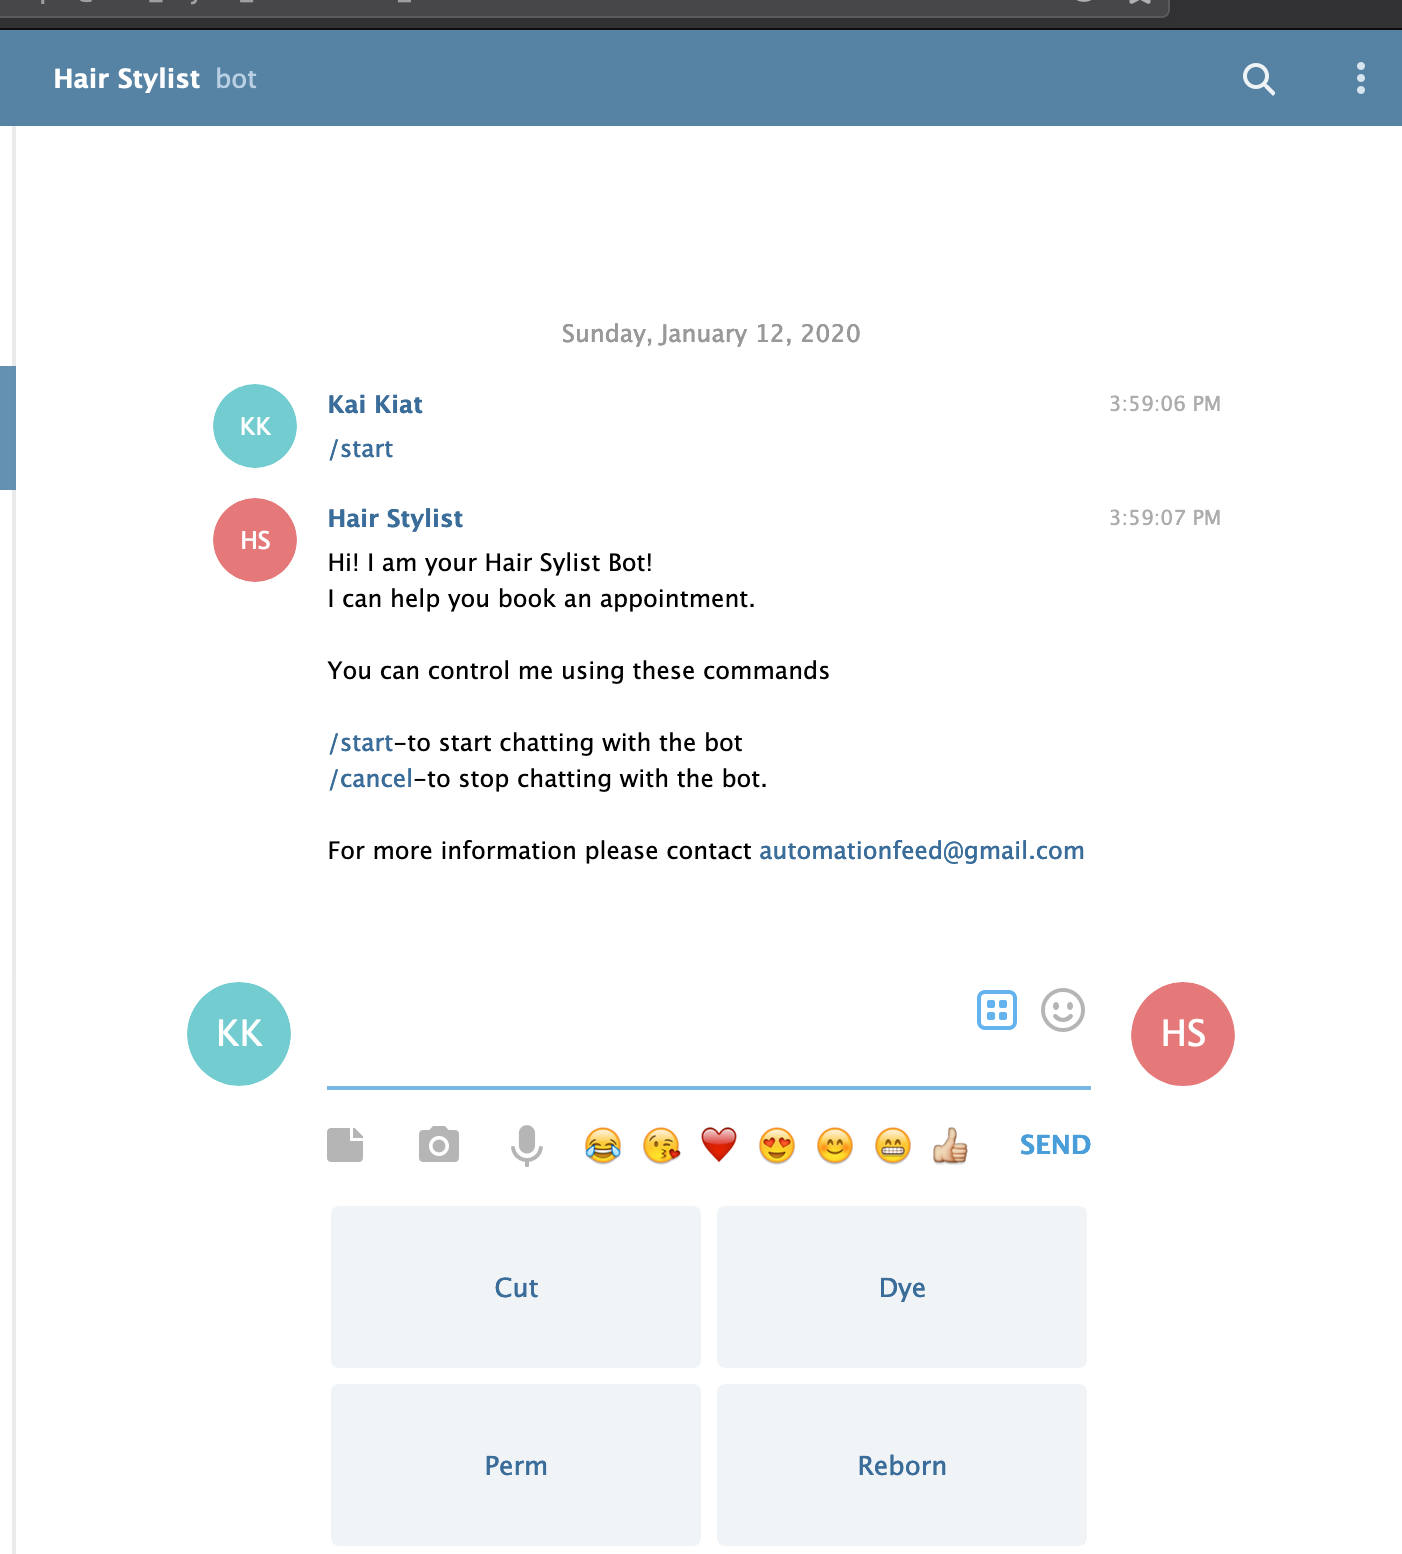 Hair Stylist bot
Sunday, January 12, 2020
KK
Kai Kiat 3:59:06 PM
/start
HS
Hair Stylist 3:59:07 PM
Hi! I am your Hair Sylist Bot!
I can help you book an appointment.
You can control me using these commands
/start-to start chatting with the bot
/cancel-to stop chatting with the bot.
For more information please contact automationfeed@gmail.com
KK
HS
SEND
Cut
Dye
Perm
Reborn